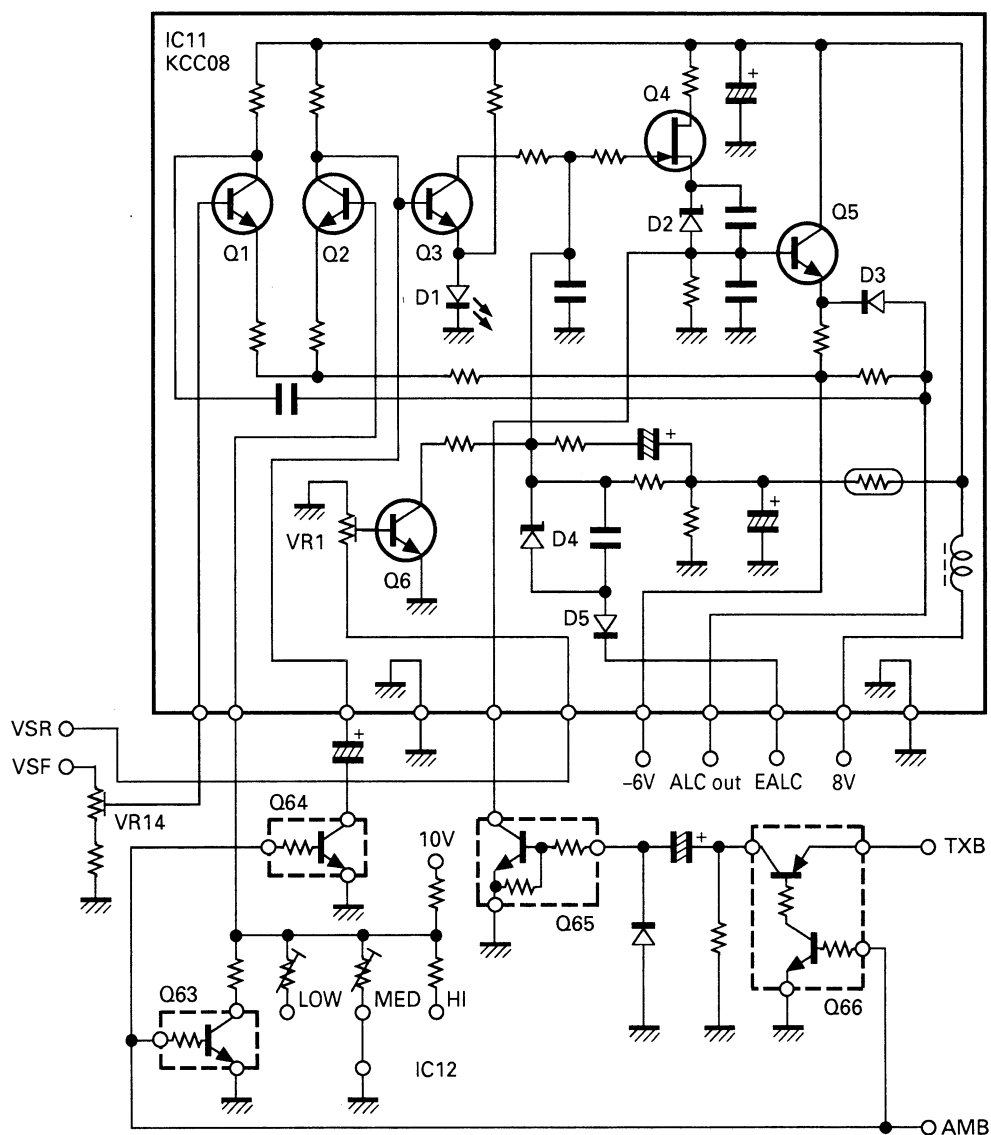 IC11
KCC08
Q4
Q5
Q1
Q2
Q3
D2
D3
D1
+
+
+
VR1
Q6
D4
D5
VSR
VSF
+
-6V
ALC out
EALC
8V
VR14
Q64
10V
Q65
+
TXB
Q63
LOW
MED
HI
Q66
IC12
AMB